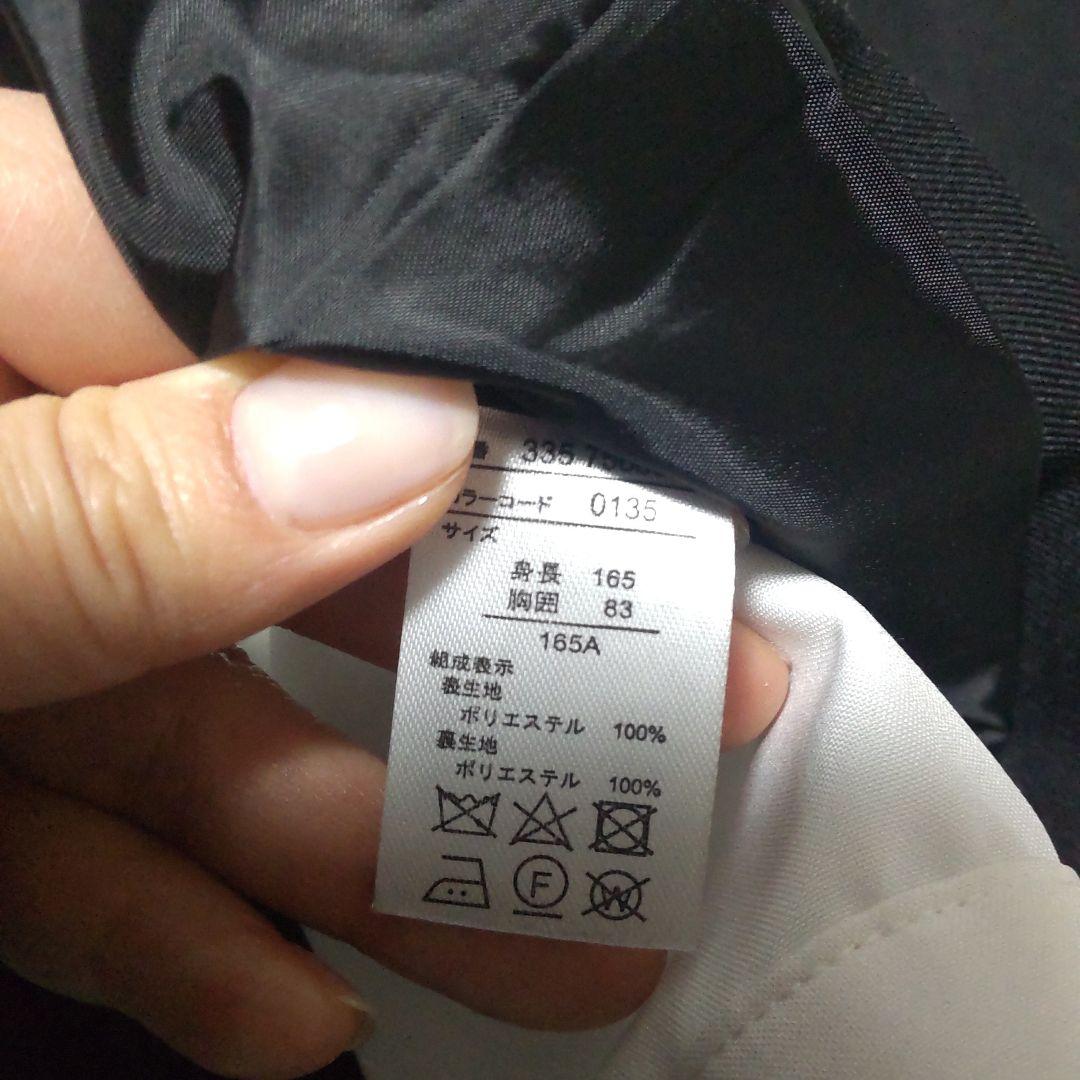 番 335
カラーコード 0135
サイズ
身長 165
胸囲 83
165A
組成表示
表生地
ポリエステル 100%
裏生地
ポリエステル 100%
F
W